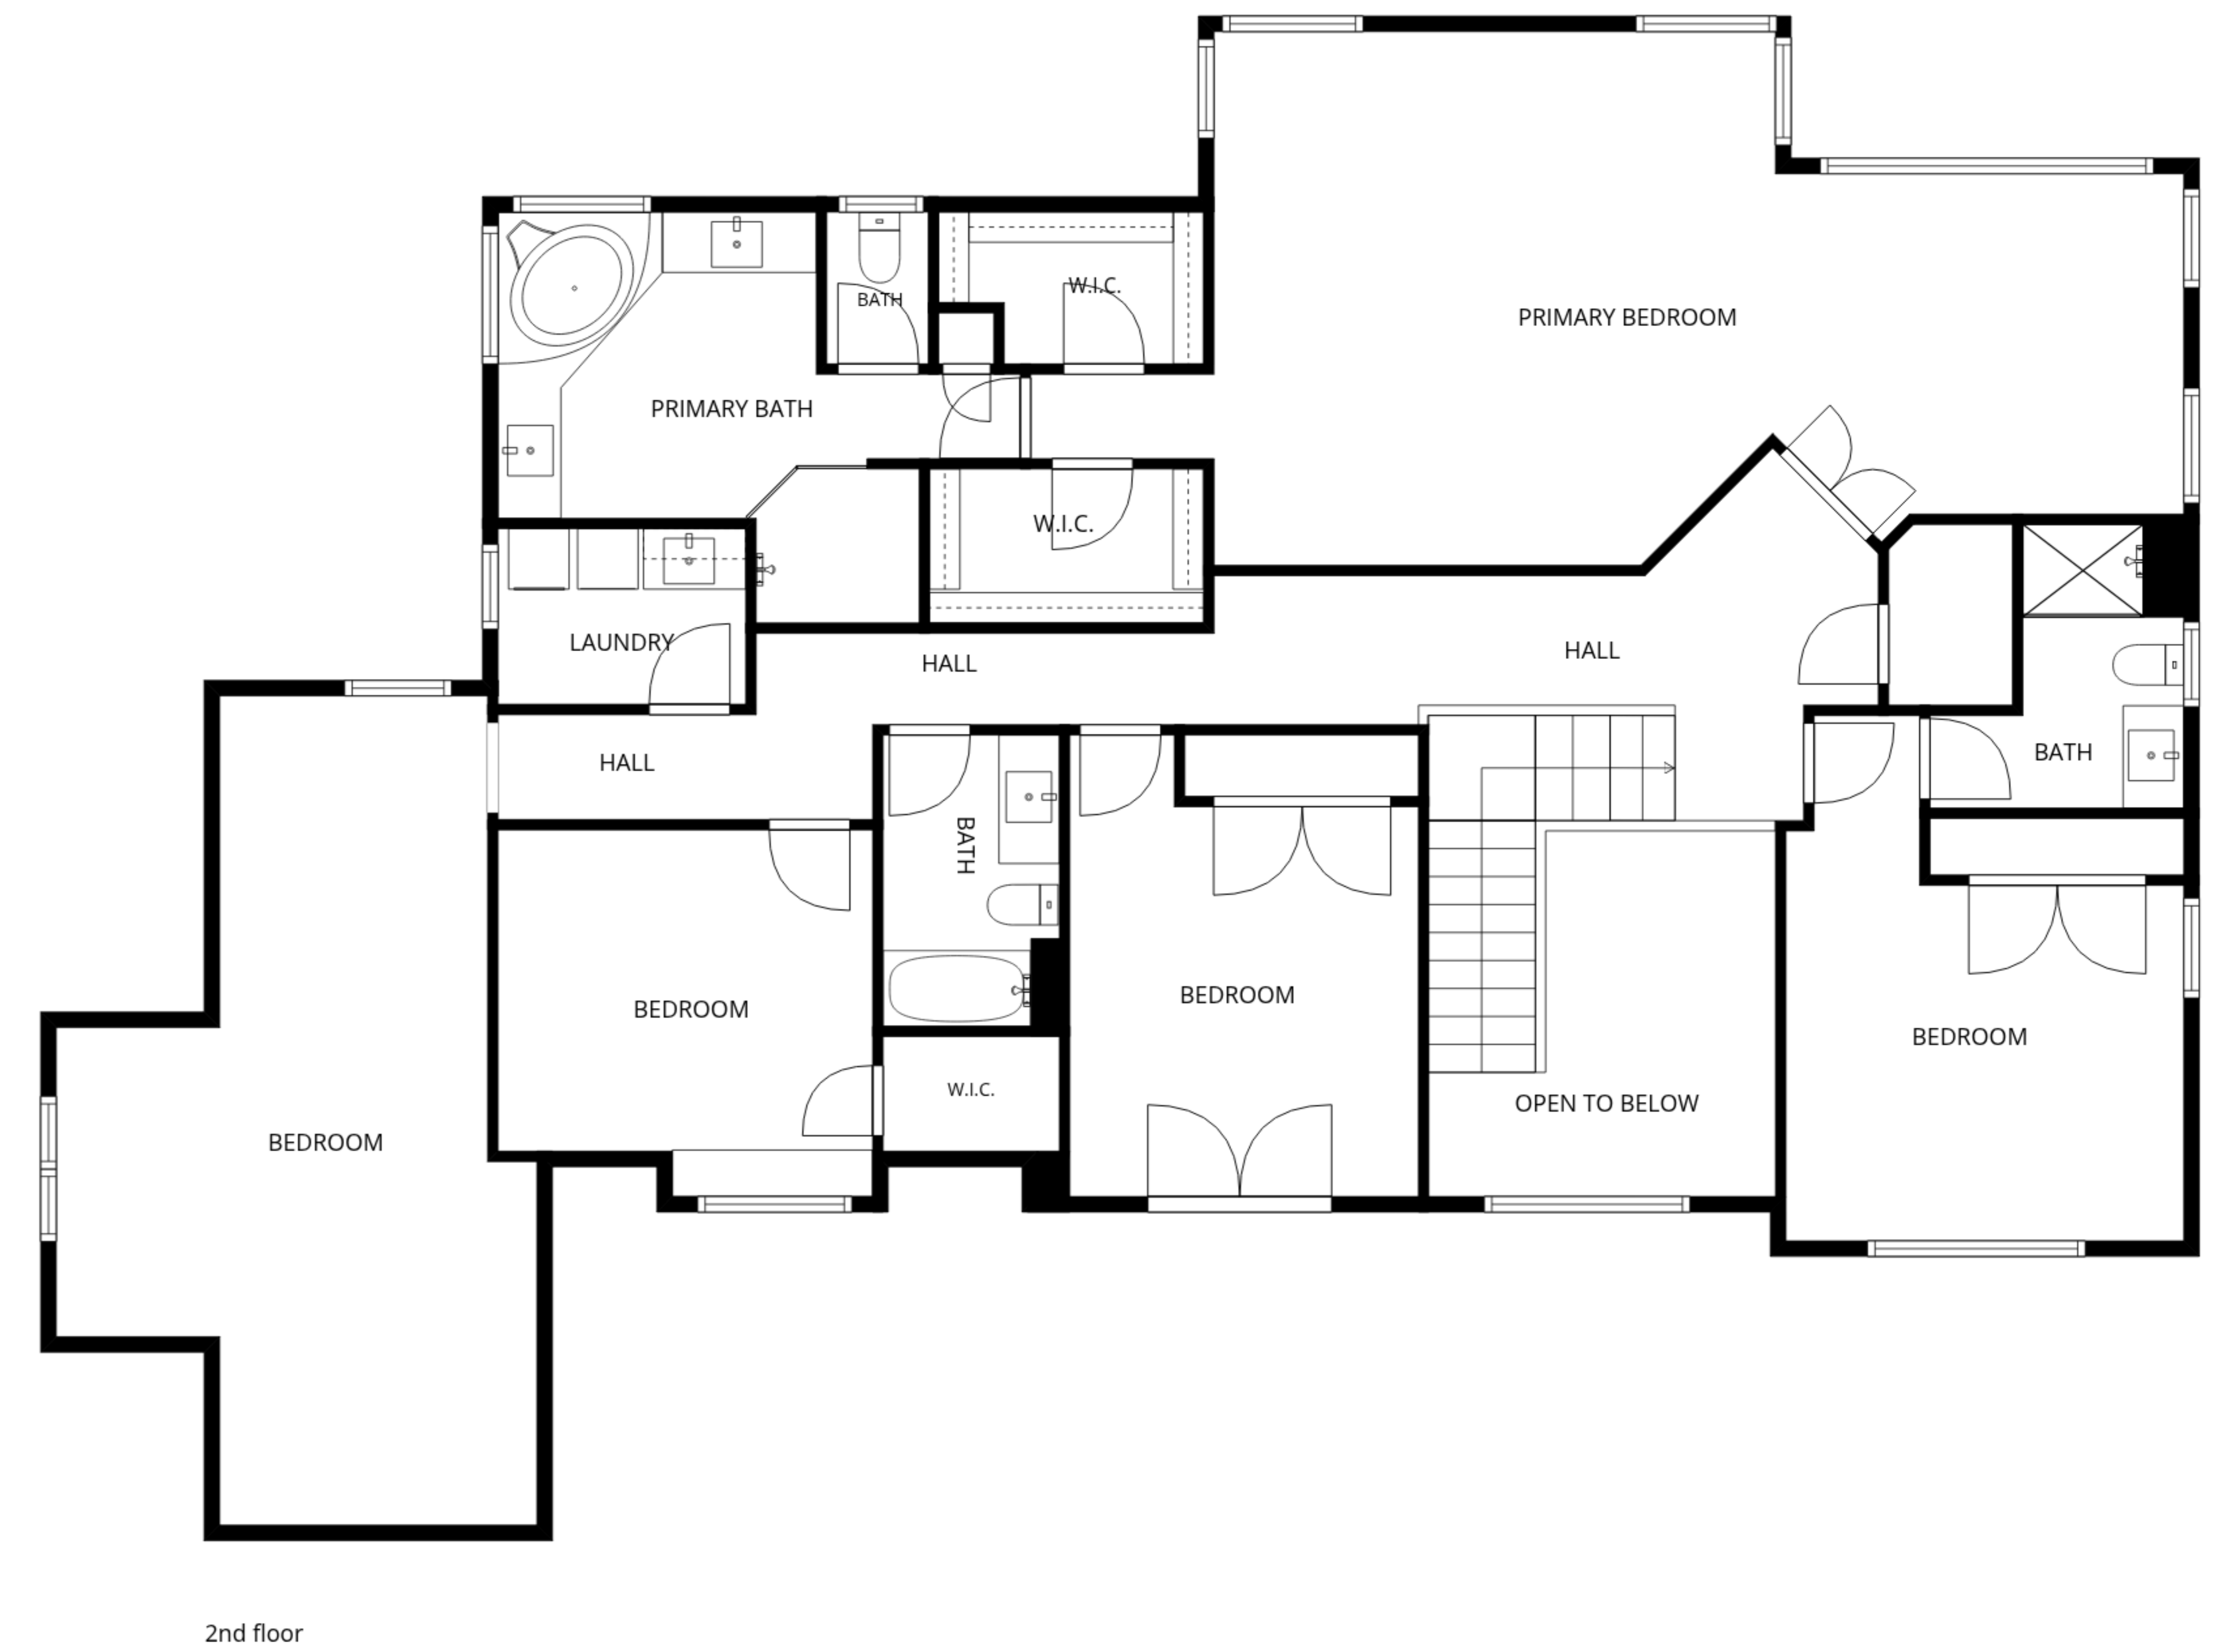 W.I.C.
BATH
PRIMARY BEDROOM
PRIMARY BATH
W.I.C.
LAUNDRY
HALL
HALL
HALL
BATH
BATH
BEDROOM
BEDROOM
BEDROOM
W.I.C.
OPEN TO BELOW
BEDROOM
2nd floor